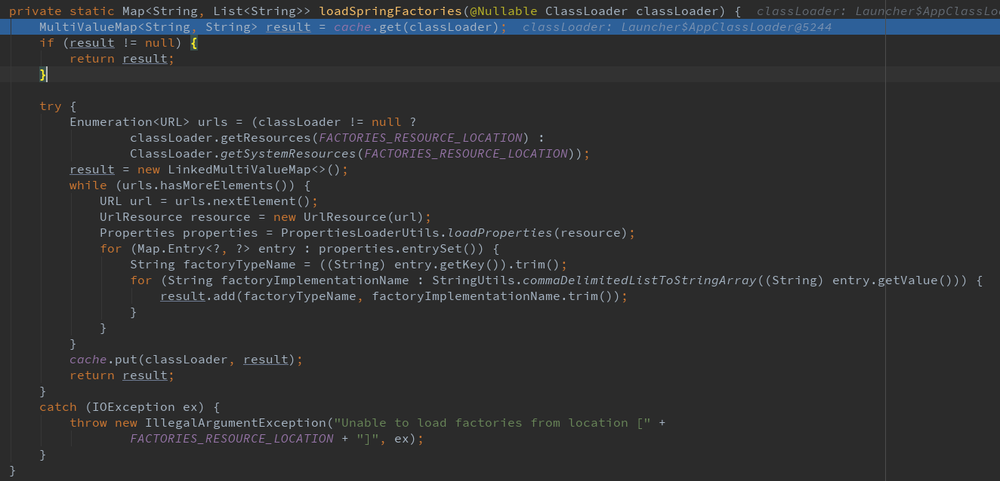 private static Map<String, List<String>> loadSpringFactories(@Nullable ClassLoader classLoader) {  classLoader: Launcher$AppClassLo
    MultiValueMap<String, String> result = cache.get(classLoader);  classLoader: Launcher$AppClassLoader@5244
    if (result != null) {
        return result;
    }
    try {
        Enumeration<URL> urls = (classLoader != null ?
                classLoader.getResources(FACTORIES_RESOURCE_LOCATION) :
                ClassLoader.getSystemResources(FACTORIES_RESOURCE_LOCATION));
        result = new LinkedMultiValueMap<>();
        while (urls.hasMoreElements()) {
            URL url = urls.nextElement();
            UrlResource resource = new UrlResource(url);
            Properties properties = PropertiesLoaderUtils.loadProperties(resource);
            for (Map.Entry<?, ?> entry : properties.entrySet()) {
                String factoryTypeName = ((String) entry.getKey()).trim();
                for (String factoryImplementationName : StringUtils.commaDelimitedListToStringArray((String) entry.getValue())) {
                    result.add(factoryTypeName, factoryImplementationName.trim());
                }
            }
        }
        cache.put(classLoader, result);
        return result;
    }
    catch (IOException ex) {
        throw new IllegalArgumentException("Unable to load factories from location [" +
                FACTORIES_RESOURCE_LOCATION + "]", ex);
    }
}